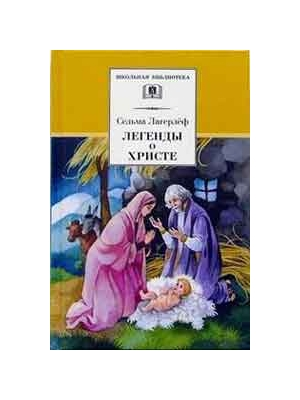 ШКОЛЬНАЯ БИБЛИОТЕКА
Сельма Лагерлёф
ЛЕГЕНДЫ
О
ХРИСТЕ